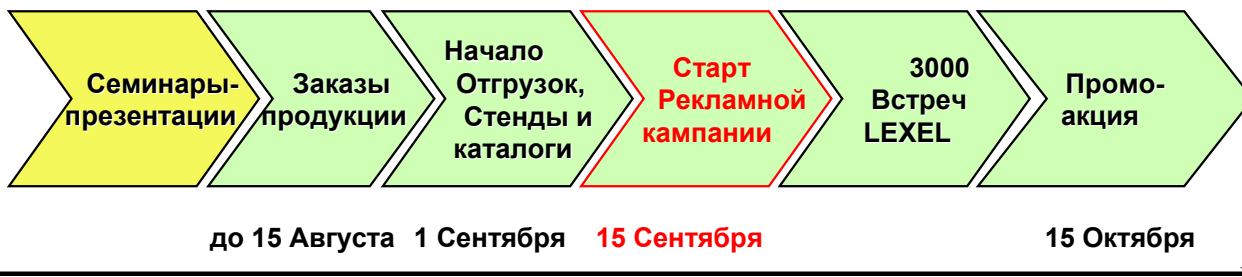 Семинары-
презентации
Заказы
продукции
Начало
Отгрузок,
Стенды и
каталоги
Старт
Рекламной
кампании
3000
Встреч
LEXEL
Промо-
акция
до 15 Августа
1 Сентября
15 Сентября
15 Октября